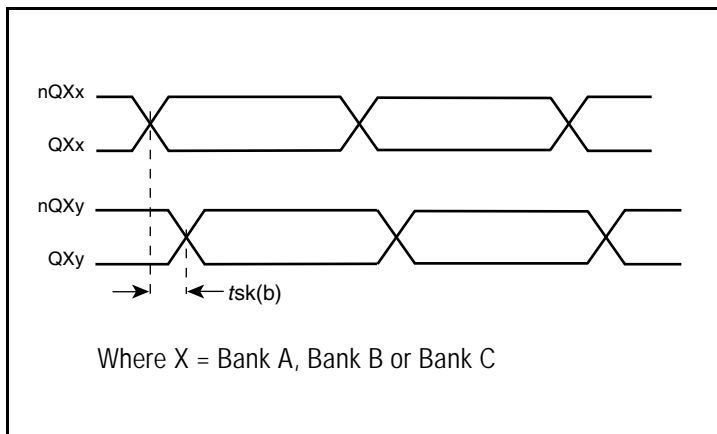 nQXx
QXx
nQXy
QXy
tsk(b)
Where X = Bank A, Bank B or Bank C